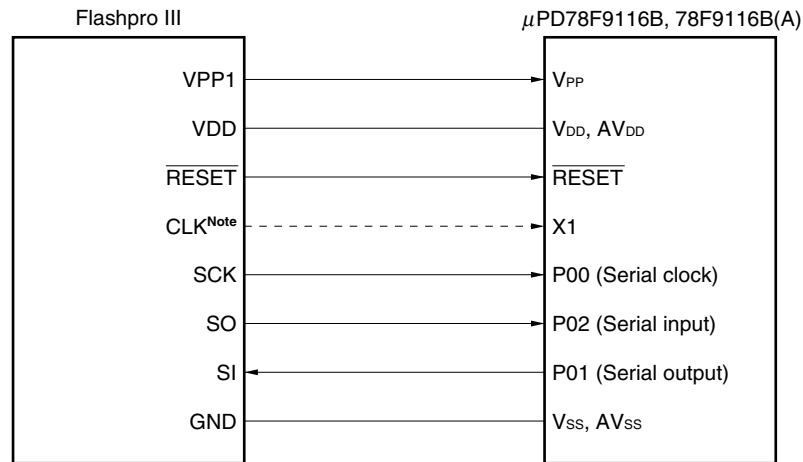 Flashpro III
µPD78F9116B, 78F9116B(A)
VPP1
VPP
VDD
VDD, AVDD
RESET
RESET
CLKNote
X1
SCK
P00 (Serial clock)
SO
P02 (Serial input)
SI
P01 (Serial output)
GND
VSS, AVSS